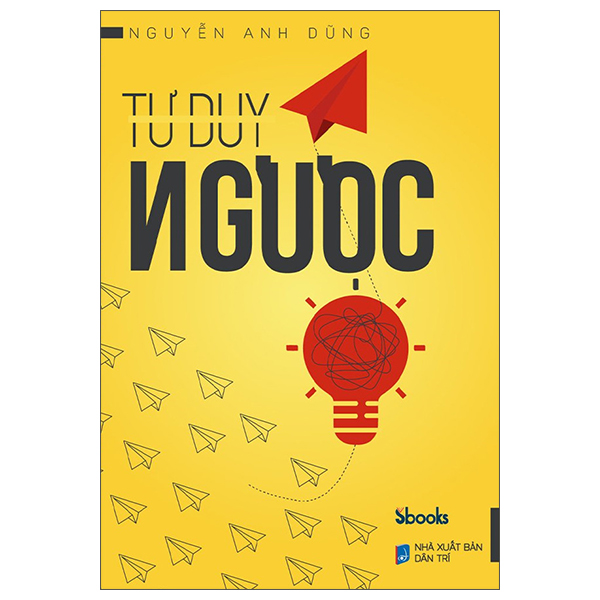 NGUYỄN ANH DŨNG
TƯ DUY
NGƯỢC
Sbooks
NHÀ XUẤT BẢN
DÂN TRÍ